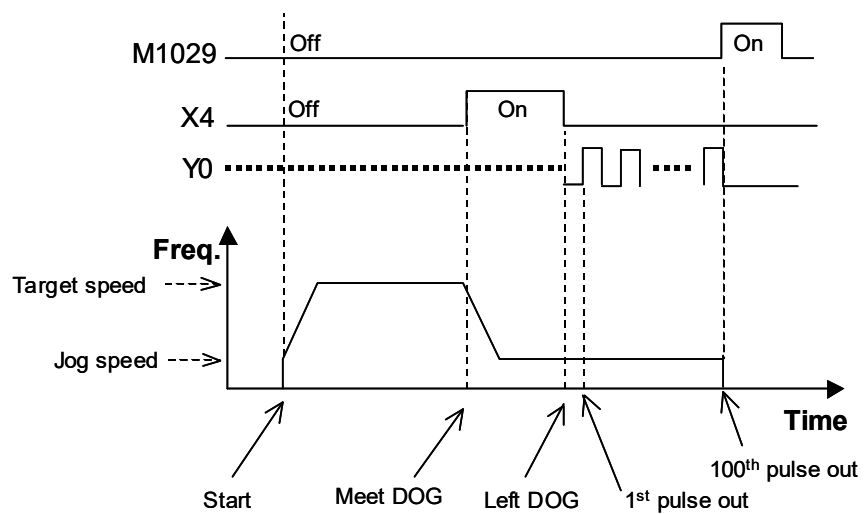 M1029 Off On
X4 Off On
Y0
Freq.
Target speed
Jog speed
Time
Start
Meet DOG
Left DOG
1st pulse out
100th pulse out